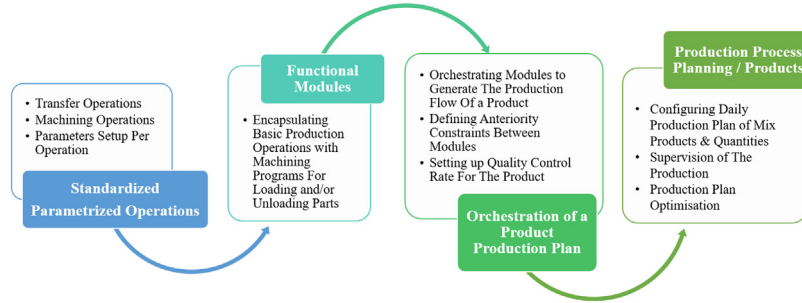 • Transfer Operations
• Machining Operations
• Parameters Setup Per
Operation
Standardized
Parametrized Operations
Functional
Modules
• Encapsulating
Basic Production
Operations with
Machining
Programs For
Loading and/or
Unloading Parts
• Orchestrating Modules to
Generate The Production
Flow Of a Product
• Defining Anteriority
Constraints Between
Modules
• Setting up Quality Control
Rate For The Product
Orchestration of a
Product
Production Plan
Production Process
Planning / Products
• Configuring Daily
Production Plan of Mix
Products & Quantities
• Supervision of The
Production
• Production Plan
Optimisation